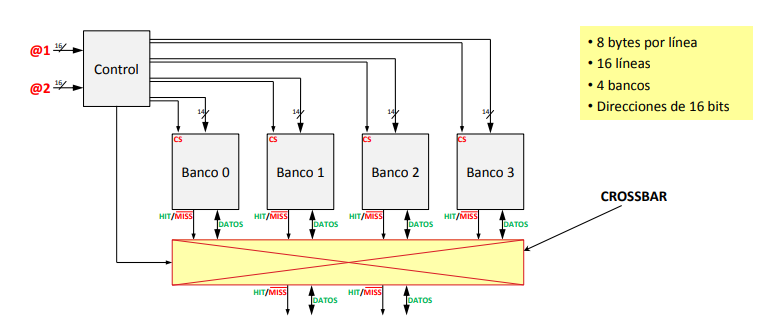 @1
16
@2
16
Control
• 8 bytes por línea
• 16 líneas
• 4 bancos
• Direcciones de 16 bits
14
14
14
14
CS
CS
CS
CS
Banco 0
Banco 1
Banco 2
Banco 3
CROSSBAR
HIT/MISS
DATOS
HIT/MISS
DATOS
HIT/MISS
DATOS
HIT/MISS
DATOS
HIT/MISS
DATOS
HIT/MISS
DATOS